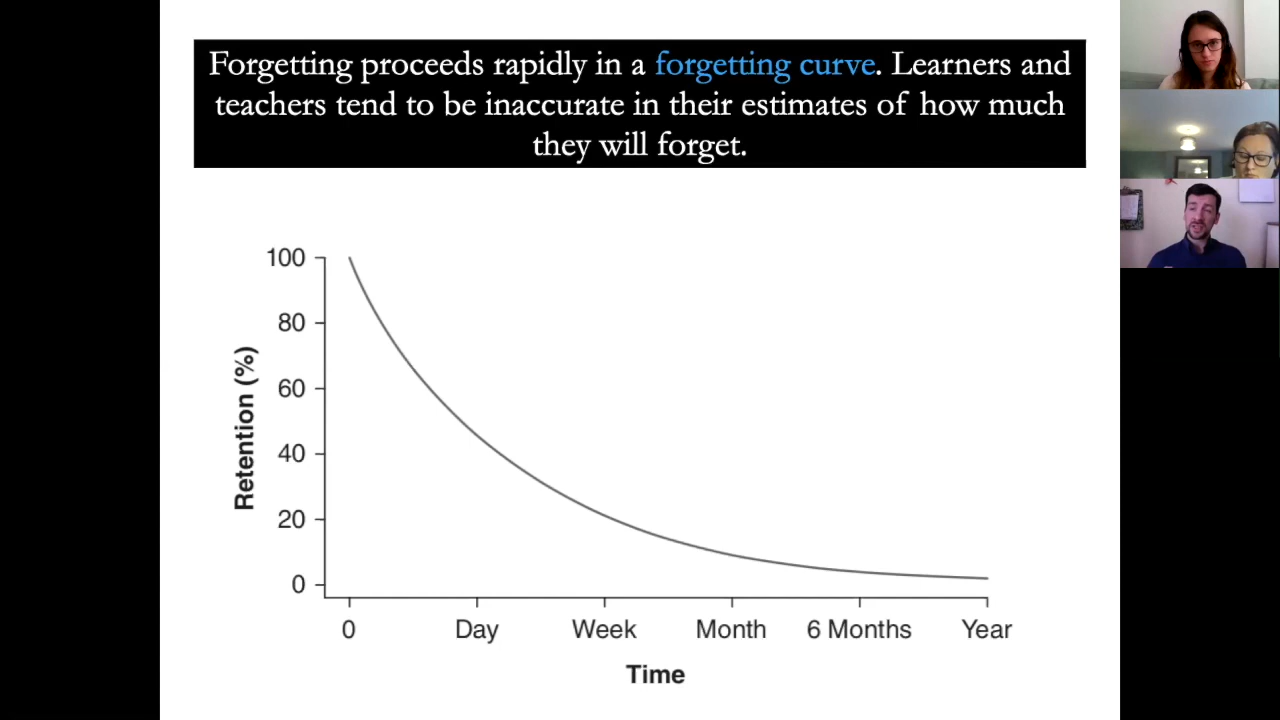 Forgetting proceeds rapidly in a forgetting curve. Learners and
teachers tend to be inaccurate in their estimates of how much
they will forget.
100
80
60
40
20
0
Retention (%)
0 Day Week Month 6 Months Year
Time